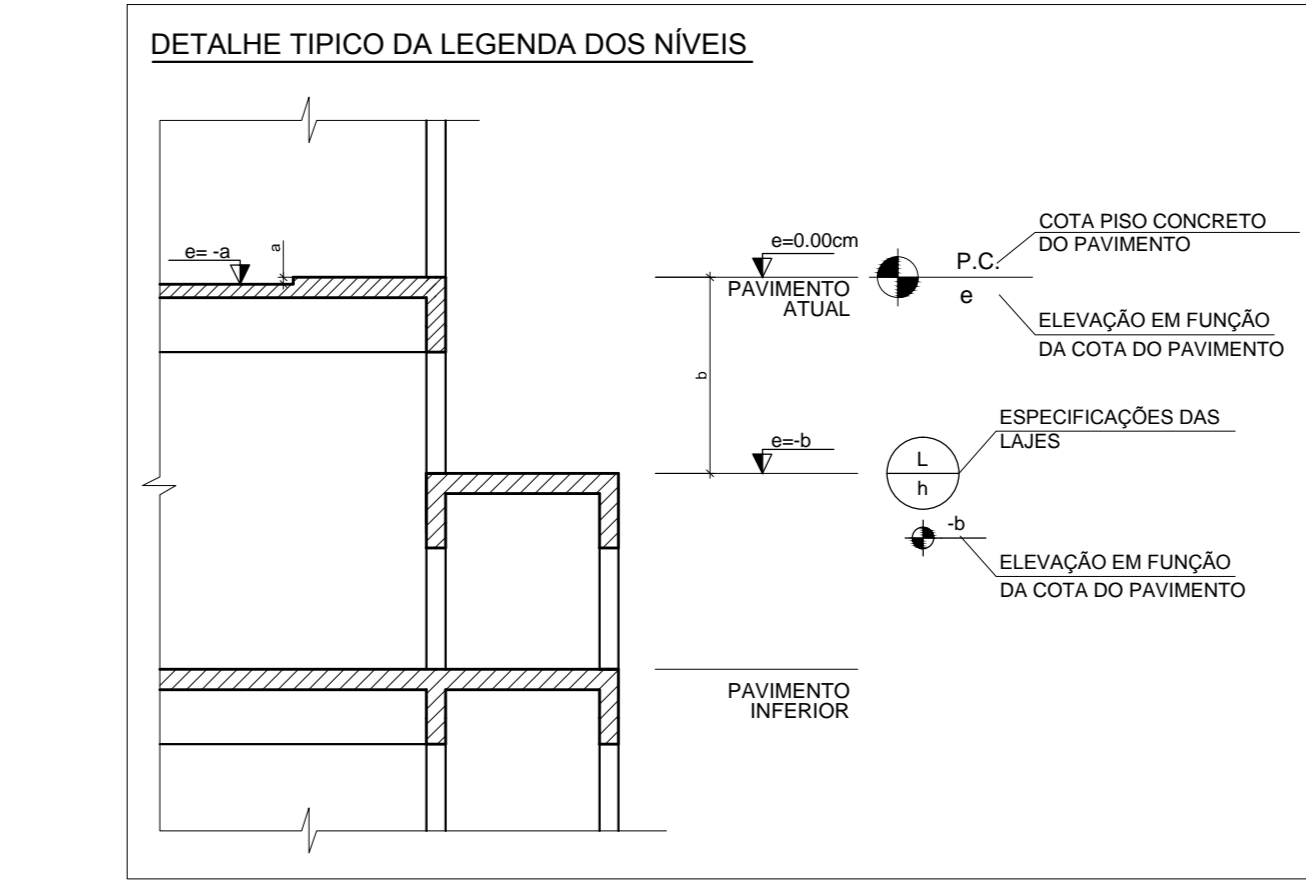 DETALHE TIPICO DA LEGENDA DOS NÍVEIS
e= -a
a
e=0.00cm
PAVIMENTO
ATUAL
b
e=-b
PAVIMENTO
INFERIOR
P.C.
e
COTA PISO CONCRETO
DO PAVIMENTO
ELEVAÇÃO EM FUNÇÃO
DA COTA DO PAVIMENTO
L
h
ESPECIFICAÇÕES DAS
LAJES
-b
ELEVAÇÃO EM FUNÇÃO
DA COTA DO PAVIMENTO